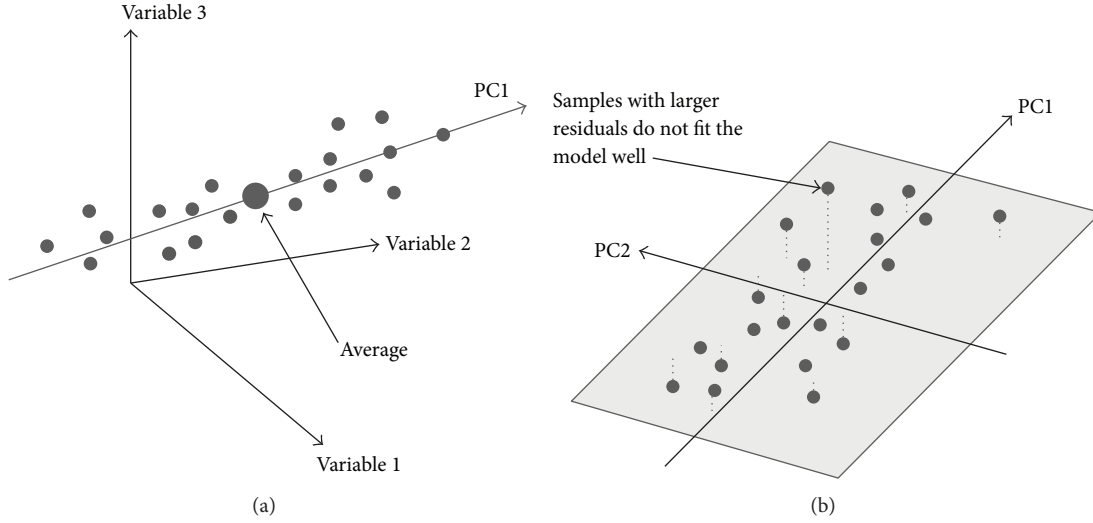 Variable 3
PC1
Variable 2
Average
Variable 1
(a)
Samples with larger
residuals do not fit the
model well
PC1
PC2
(b)